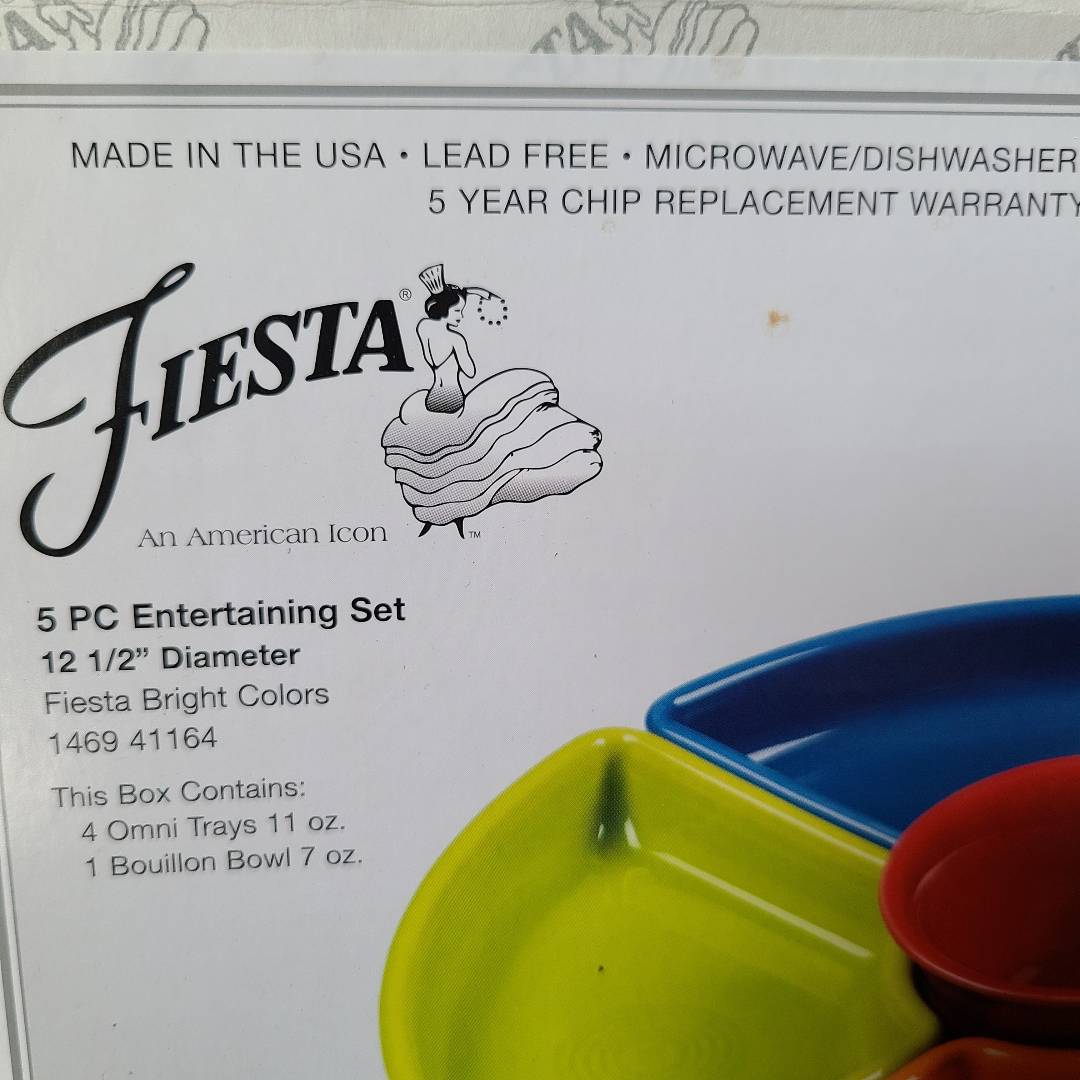 MADE IN THE USA • LEAD FREE • MICROWAVE/DISHWASHER
5 YEAR CHIP REPLACEMENT WARRANTY
FIESTA®
An American Icon
TM
5 PC Entertaining Set
12 1/2” Diameter
Fiesta Bright Colors
1469 41164
This Box Contains:
4 Omni Trays 11 oz.
1 Bouillon Bowl 7 oz.